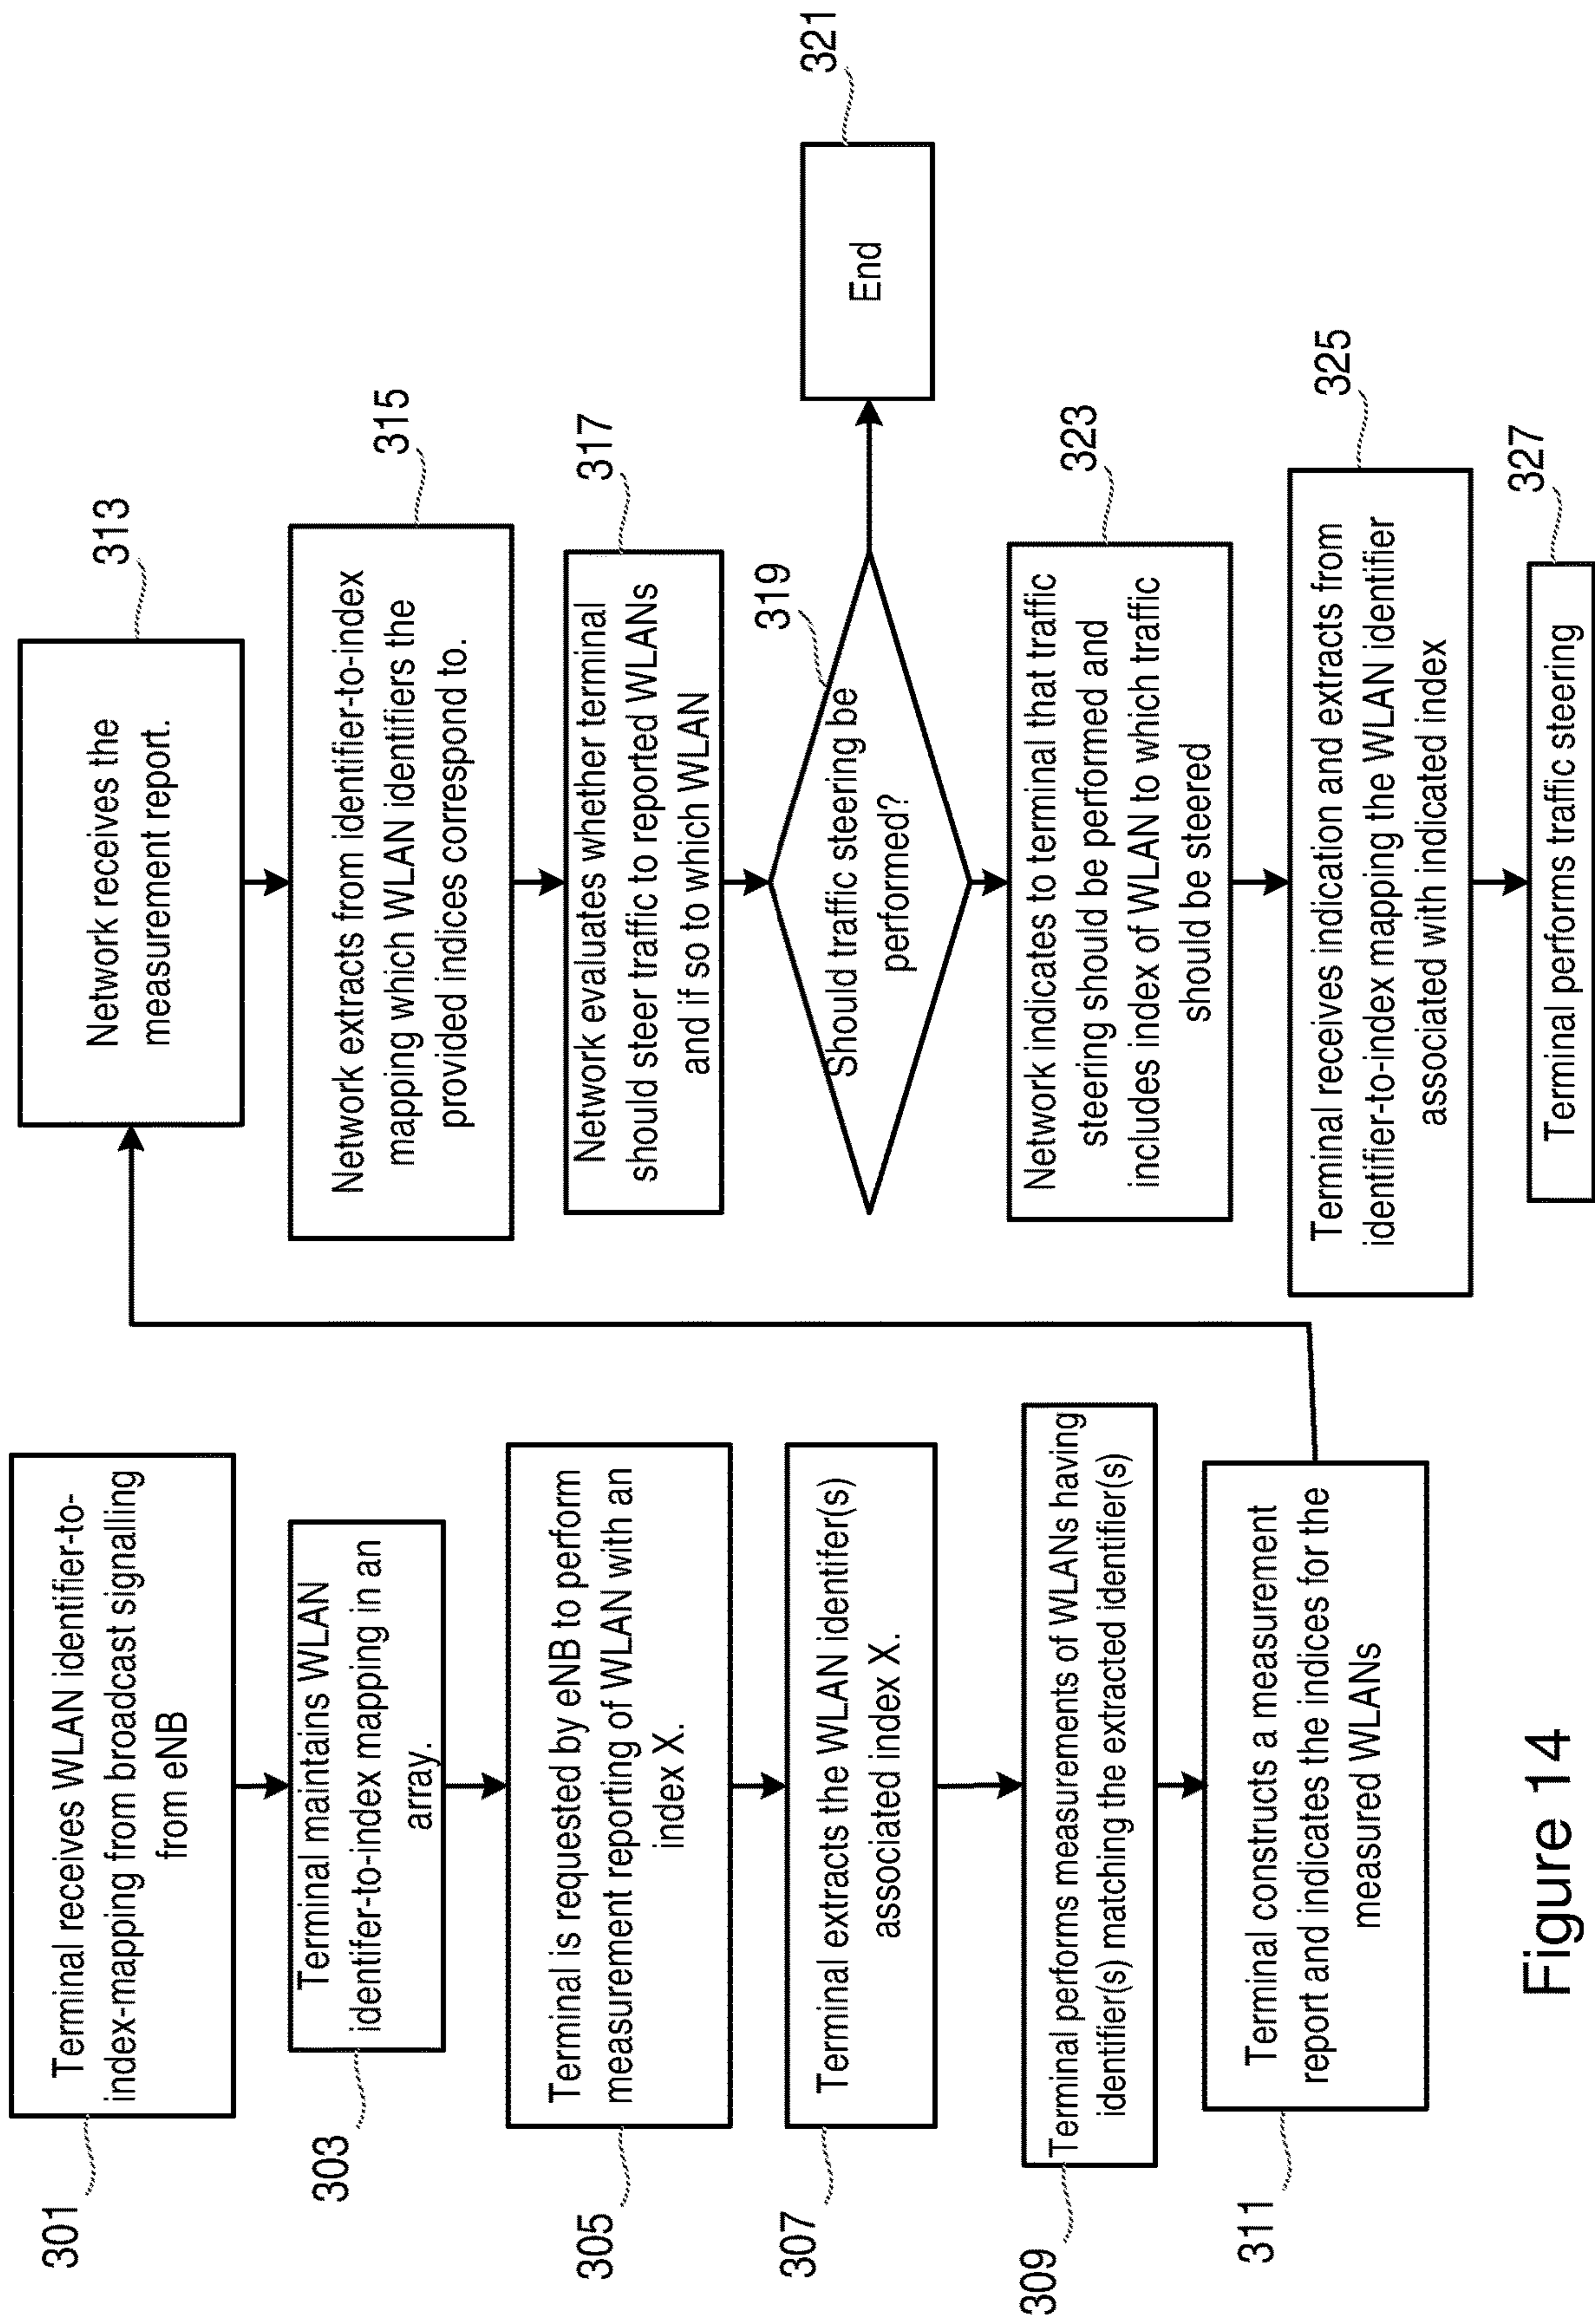 301
Terminal receives WLAN identifier-to-
index-mapping from broadcast signalling
from eNB
303
Terminal maintains WLAN
identifer-to-index mapping in an
array.
305
Terminal is requested by eNB to perform
measurement reporting of WLAN with an
index X.
307
Terminal extracts the WLAN identifer(s)
associated index X.
309
Terminal performs measurements of WLANs having
identifier(s) matching the extracted identifier(s)
311
Terminal constructs a measurement
report and indicates the indices for the
measured WLANs
313
Network receives the
measurement report.
315
Network extracts from identifier-to-index
mapping which WLAN identifiers the
provided indices correspond to.
317
Network evaluates whether terminal
should steer traffic to reported WLANs
and if so to which WLAN
319
Should traffic steering be
performed?
321
End
323
Network indicates to terminal that traffic
steering should be performed and
includes index of WLAN to which traffic
should be steered
325
Terminal receives indication and extracts from
identifier-to-index mapping the WLAN identifier
associated with indicated index
327
Terminal performs traffic steering
Figure 14